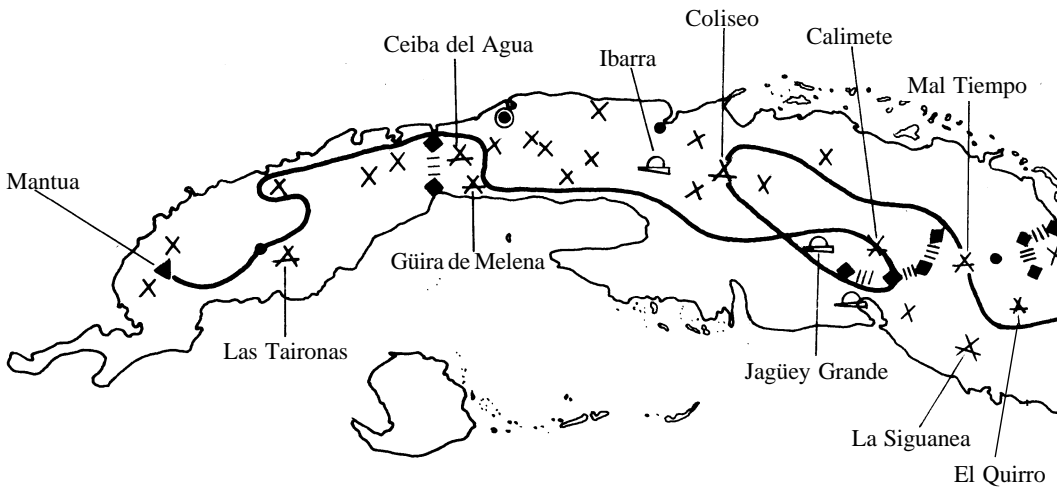 Coliseo
Ceiba del Agua
Calimete
Ibarra
Mal Tiempo
Mantua
Güira de Melena
Las Taironas
Jagüey Grande
La Siguanea
El Quirro